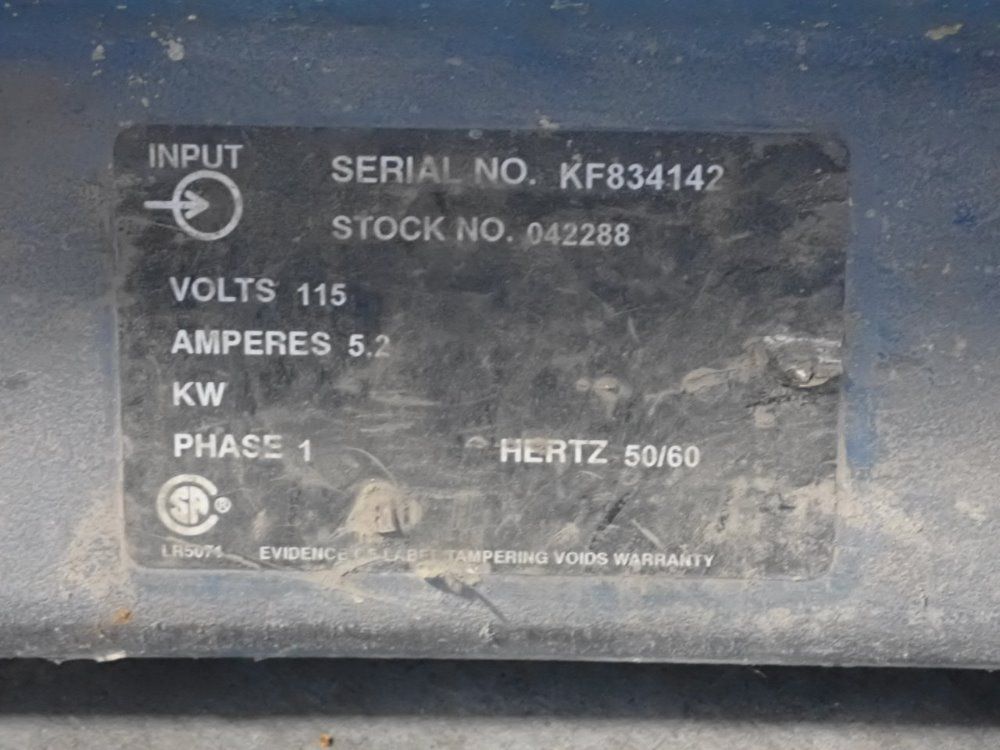 INPUT
SERIAL NO. KF834142
STOCK NO. 042288
VOLTS 115
AMPERES 5.2
KW
PHASE 1
HERTZ 50/60
LR5071 EVIDENCE OF LABEL TAMPERING VOIDS WARRANTY